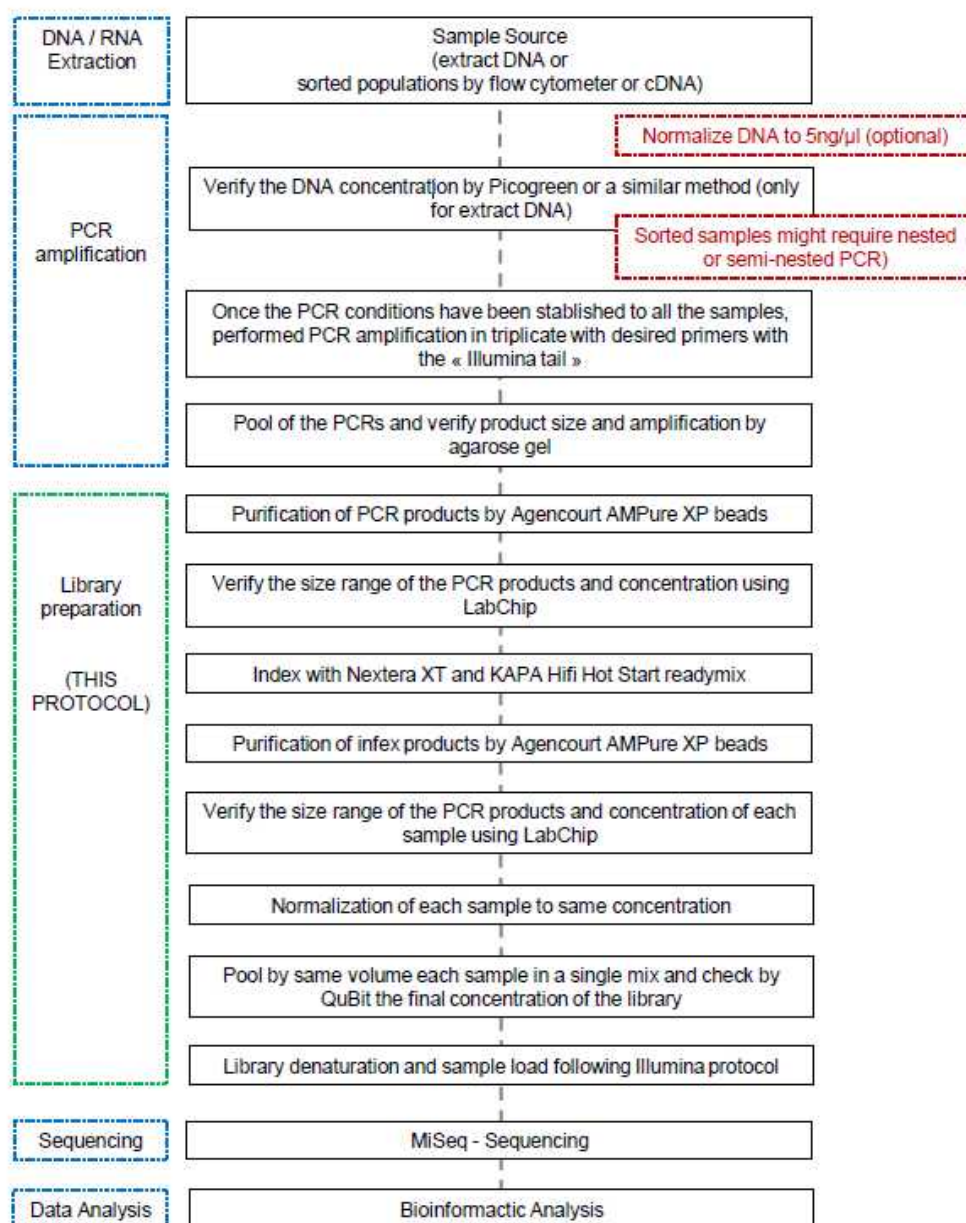 DNA / RNA
Extraction
Sample Source
(extract DNA or
sorted populations by flow cytometer or cDNA)
Normalize DNA to 5ng/µl (optional)
PCR
amplification
Verify the DNA concentration by Picogreen or a similar method (only
for extract DNA)
Sorted samples might require nested
or semi-nested PCR)
Once the PCR conditions have been stablished to all the samples,
performed PCR amplification in triplicate with desired primers with
the « Illumina tail »
Pool of the PCRs and verify product size and amplification by
agarose gel
Library
preparation
(THIS
PROTOCOL)
Purification of PCR products by Agencourt AMPure XP beads
Verify the size range of the PCR products and concentration using
LabChip
Index with Nextera XT and KAPA Hifi Hot Start readymix
Purification of infex products by Agencourt AMPure XP beads
Verify the size range of the PCR products and concentration of each
sample using LabChip
Normalization of each sample to same concentration
Pool by same volume each sample in a single mix and check by
QuBit the final concentration of the library
Library denaturation and sample load following Illumina protocol
Sequencing
MiSeq - Sequencing
Data Analysis
Bioinformactic Analysis